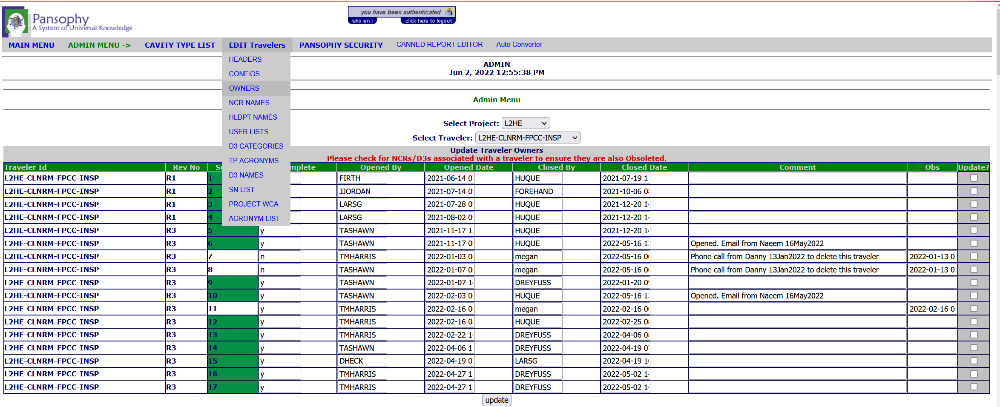 Pansophy
A System of Universal Knowledge
you have been authenticated
who am i
click here to logout
MAIN MENU ADMIN MENU -> CAVITY TYPE LIST EDIT Travelers PANSOPHY SECURITY CANNED REPORT EDITOR Auto Converter
HEADERS
CONFIGS
OWNERS
NCR NAMES
HLDPT NAMES
USER LISTS
D3 CATEGORIES
TP ACRONYMS
D3 NAMES
SN LIST
PROJECT WCA
ACRONYM LIST
ADMIN
Jun 2, 2022 12:55:38 PM
Admin Menu
Select Project: L2HE
Select Traveler: L2HE-CLNRM-FPCC-INSP
Update Traveler Owners
Please check for NCRs/D3s associated with a traveler to ensure they are also Obsoleted.
Traveler Id Rev No Opened By Opened Date Closed By Closed Date Comment Obs Update?
L2HE-CLNRM-FPCC-INSP R1 1 FIRTH 2021-06-14 0 HUQUE 2021-07-19 1
L2HE-CLNRM-FPCC-INSP R1 2 JJORDAN 2021-07-14 0 FOREHAND 2021-10-06 0
L2HE-CLNRM-FPCC-INSP R1 3 LARSG 2021-07-28 0 HUQUE 2021-12-20 1
L2HE-CLNRM-FPCC-INSP R1 4 LARSG 2021-08-02 0 HUQUE 2021-12-20 1
L2HE-CLNRM-FPCC-INSP R3 5 y TASHAWN 2021-11-17 1 HUQUE 2021-12-20 1
L2HE-CLNRM-FPCC-INSP R3 6 y TASHAWN 2021-11-17 0 HUQUE 2022-05-16 1 Opened. Email from Naeem 16May2022
L2HE-CLNRM-FPCC-INSP R3 7 n TMHARRIS 2022-01-03 0 megan 2022-05-16 0 Phone call from Danny 13Jan2022 to delete this traveler 2022-01-13 0
L2HE-CLNRM-FPCC-INSP R3 8 n TASHAWN 2022-01-07 0 megan 2022-05-16 0 Phone call from Danny 13Jan2022 to delete this traveler 2022-01-13 0
L2HE-CLNRM-FPCC-INSP R3 9 y TASHAWN 2022-01-07 1 DREYFUSS 2022-01-20 0
L2HE-CLNRM-FPCC-INSP R3 10 y TASHAWN 2022-02-03 0 HUQUE 2022-05-16 1 Opened. Email from Naeem 16May2022
L2HE-CLNRM-FPCC-INSP R3 11 y TMHARRIS 2022-02-16 0 megan 2022-02-16 0 2022-02-16 0
L2HE-CLNRM-FPCC-INSP R3 12 y TMHARRIS 2022-02-16 0 HUQUE 2022-02-25 0
L2HE-CLNRM-FPCC-INSP R3 13 y TMHARRIS 2022-02-22 1 DREYFUSS 2022-04-06 0
L2HE-CLNRM-FPCC-INSP R3 14 y TASHAWN 2022-04-06 1 DREYFUSS 2022-04-19 0
L2HE-CLNRM-FPCC-INSP R3 15 y DHECK 2022-04-19 0 LARSG 2022-04-19 1
L2HE-CLNRM-FPCC-INSP R3 16 y TMHARRIS 2022-04-27 1 DREYFUSS 2022-05-02 1
L2HE-CLNRM-FPCC-INSP R3 17 y TMHARRIS 2022-04-27 1 DREYFUSS 2022-05-02 1
update